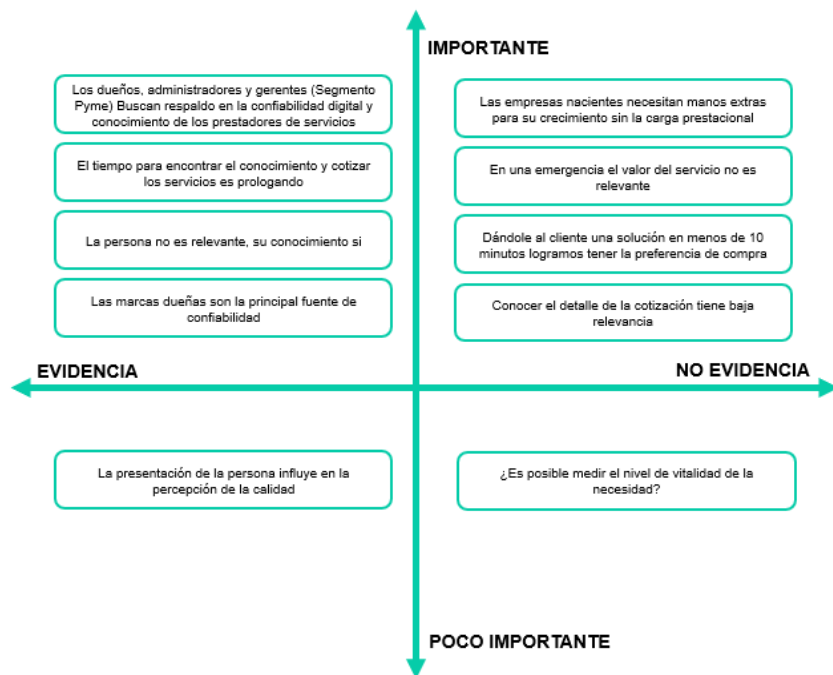 IMPORTANTE
Los dueños, administradores y gerentes (Segmento
Pyme) Buscan respaldo en la confiabilidad digital y
conocimiento de los prestadores de servicios
Las empresas nacientes necesitan manos extras
para su crecimiento sin la carga prestacional
El tiempo para encontrar el conocimiento y cotizar
los servicios es prologando
En una emergencia el valor del servicio no es
relevante
La persona no es relevante, su conocimiento si
Dándole al cliente una solución en menos de 10
minutos logramos tener la preferencia de compra
Las marcas dueñas son la principal fuente de
confiabilidad
Conocer el detalle de la cotización tiene baja
relevancia
EVIDENCIA
NO EVIDENCIA
La presentación de la persona influye en la
percepción de la calidad
¿Es posible medir el nivel de vitalidad de la
necesidad?
POCO IMPORTANTE